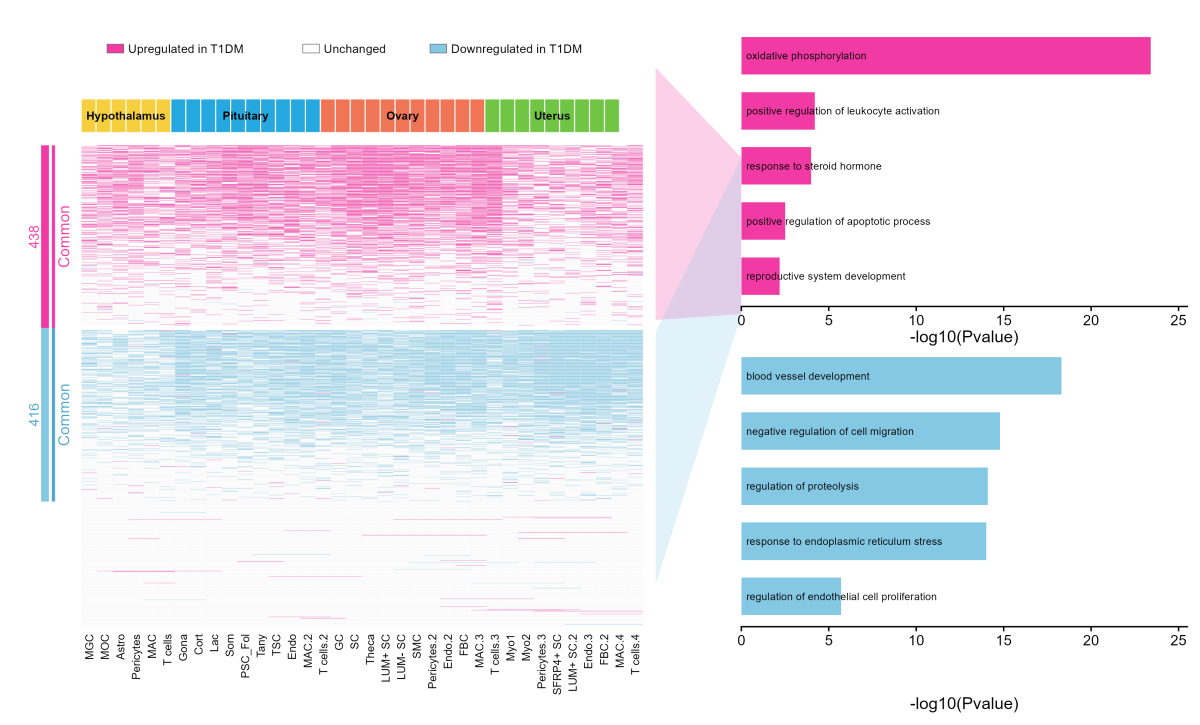 Upregulated in T1DM
Unchanged
Downregulated in T1DM
Hypothalamus
Pituitary
Ovary
Uterus
438
Common
416
Common
MGC
MOC
Astro
Pericytes
MAC
T cells
Gona
Cort
Lac
Som
PSC_Fol
Tany
TSC
Endo
MAC.2
T cells.2
GC
SC
Theca
LUM+ SC
LUM- SC
SMC
Pericytes.2
Endo.2
FBC
MAC.3
T cells.3
Myo1
Myo2
Pericytes.3
SFRP4+ SC
LUM+ SC.2
Endo.3
FBC.2
MAC.4
T cells.4
oxidative phosphorylation
positive regulation of leukocyte activation
response to steroid hormone
positive regulation of apoptotic process
reproductive system development
0 5 10 15 20 25
-log10(Pvalue)
blood vessel development
negative regulation of cell migration
regulation of proteolysis
response to endoplasmic reticulum stress
regulation of endothelial cell proliferation
0 5 10 15 20 25
-log10(Pvalue)